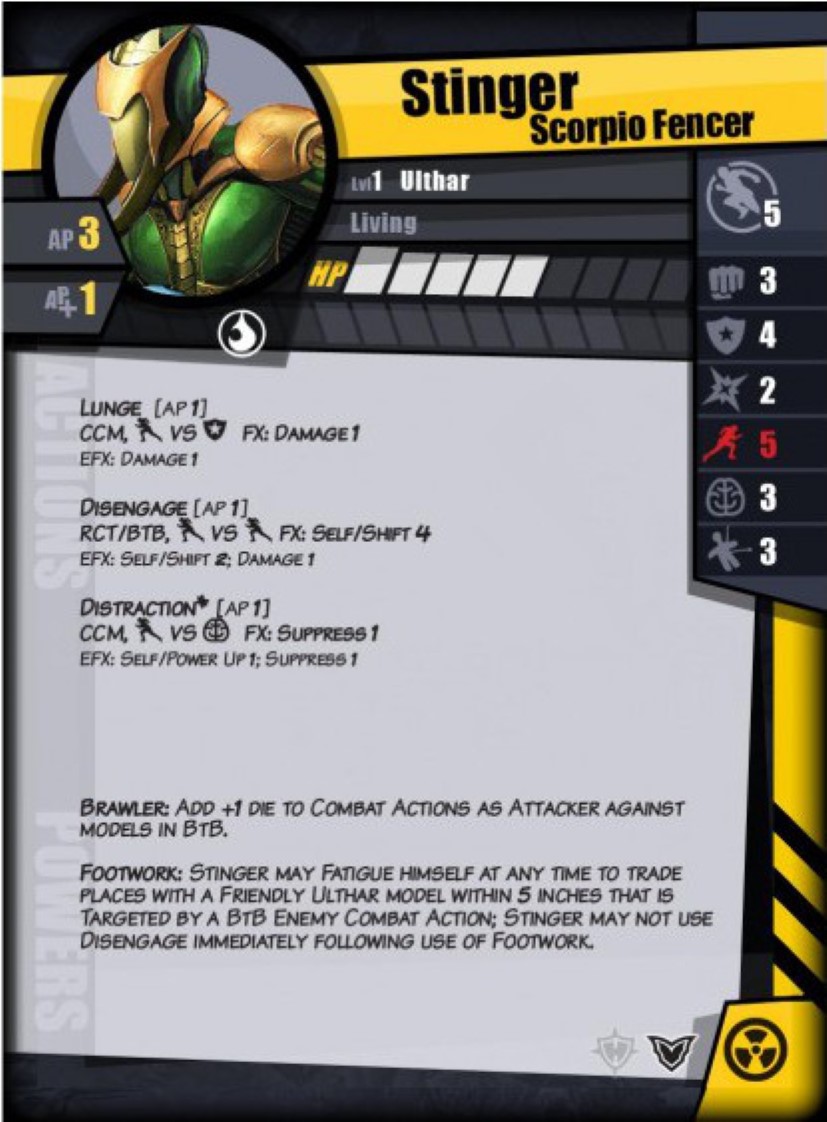 Stinger
Scorpio Fencer
Lvl1 Ulthar
Living
AP 3
AP+ 1
HP
5
3
4
2
5
3
3
ACTIONS
LUNGE [AP 1]
CCM, VS FX: DAMAGE 1
EFX: DAMAGE 1
DISENGAGE [AP 1]
RCT/BTB, VS FX: SELF/SHIFT 4
EFX: SELF/SHIFT 2; DAMAGE 1
DISTRACTION* [AP 1]
CCM, VS FX: SUPPRESS 1
EFX: SELF/POWER UP 1; SUPPRESS 1
POWERS
BRAWLER: ADD +1 DIE TO COMBAT ACTIONS AS ATTACKER AGAINST
MODELS IN BTB.
FOOTWORK: STINGER MAY FATIGUE HIMSELF AT ANY TIME TO TRADE
PLACES WITH A FRIENDLY ULTHAR MODEL WITHIN 5 INCHES THAT IS
TARGETED BY A BTB ENEMY COMBAT ACTION; STINGER MAY NOT USE
DISENGAGE IMMEDIATELY FOLLOWING USE OF FOOTWORK.